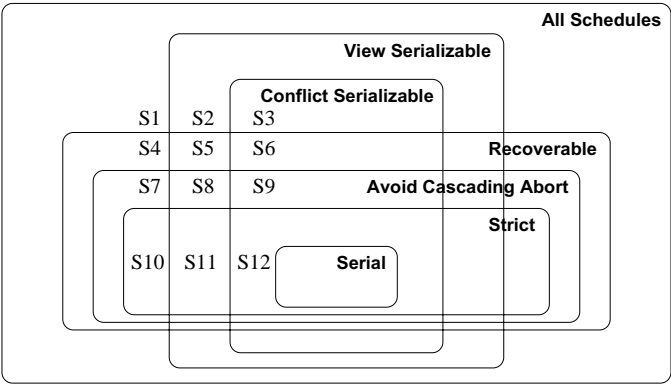 All Schedules
View Serializable
Conflict Serializable
S1 S2 S3
S4 S5 S6 Recoverable
S7 S8 S9 Avoid Cascading Abort
Strict
S10 S11 S12 Serial